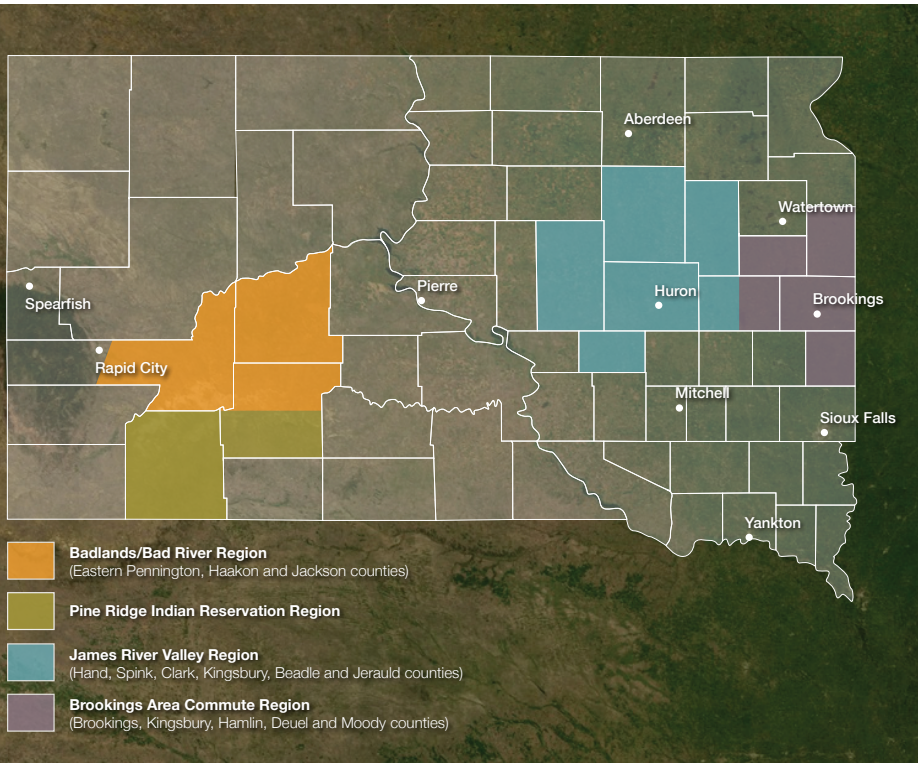 Aberdeen
Watertown
Pierre
Spearfish
Huron
Brookings
Rapid City
Mitchell
Sioux Falls
Yankton
Badlands/Bad River Region
(Eastern Pennington, Haakon and Jackson counties)
Pine Ridge Indian Reservation Region
James River Valley Region
(Hand, Spink, Clark, Kingsbury, Beadle and Jerauld counties)
Brookings Area Commute Region
(Brookings, Kingsbury, Hamlin, Deuel and Moody counties)